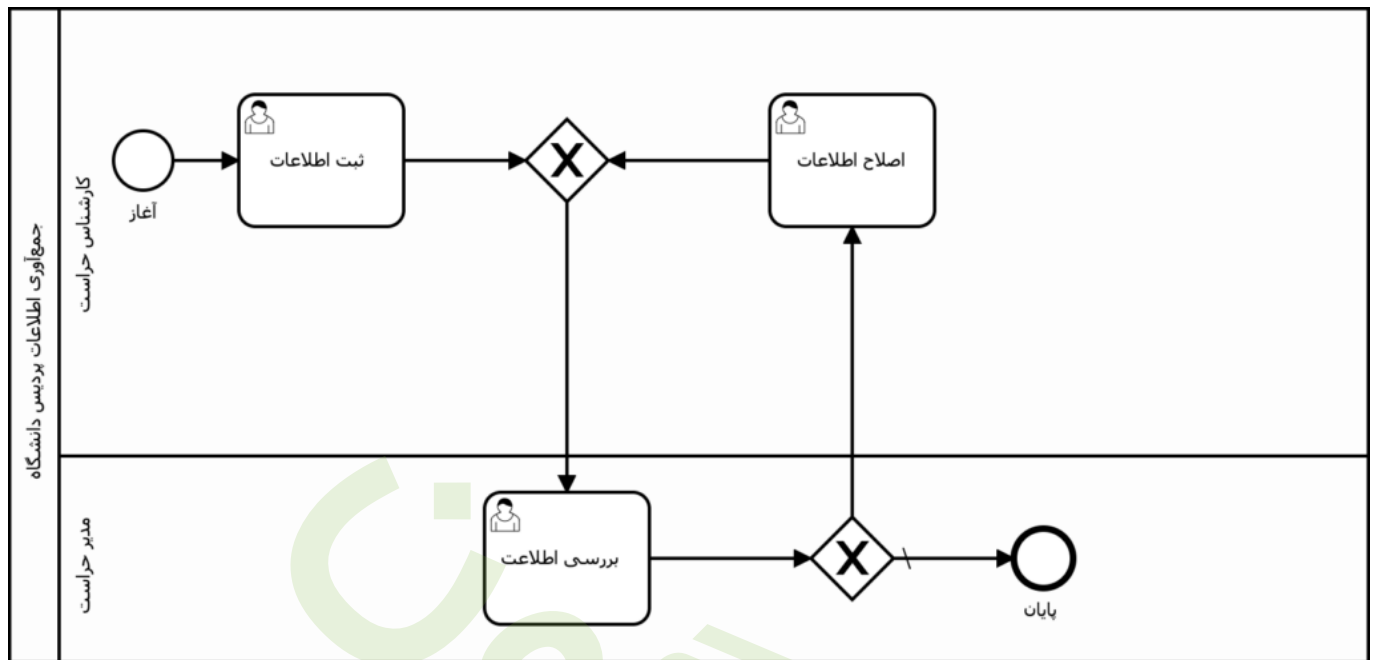 جمع‌آوری اطلاعات پردیس دانشگاه
کارشناس حراست
آغاز
ثبت اطلاعات
اصلاح اطلاعات
مدیر حراست
بررسی اطلاعت
پایان